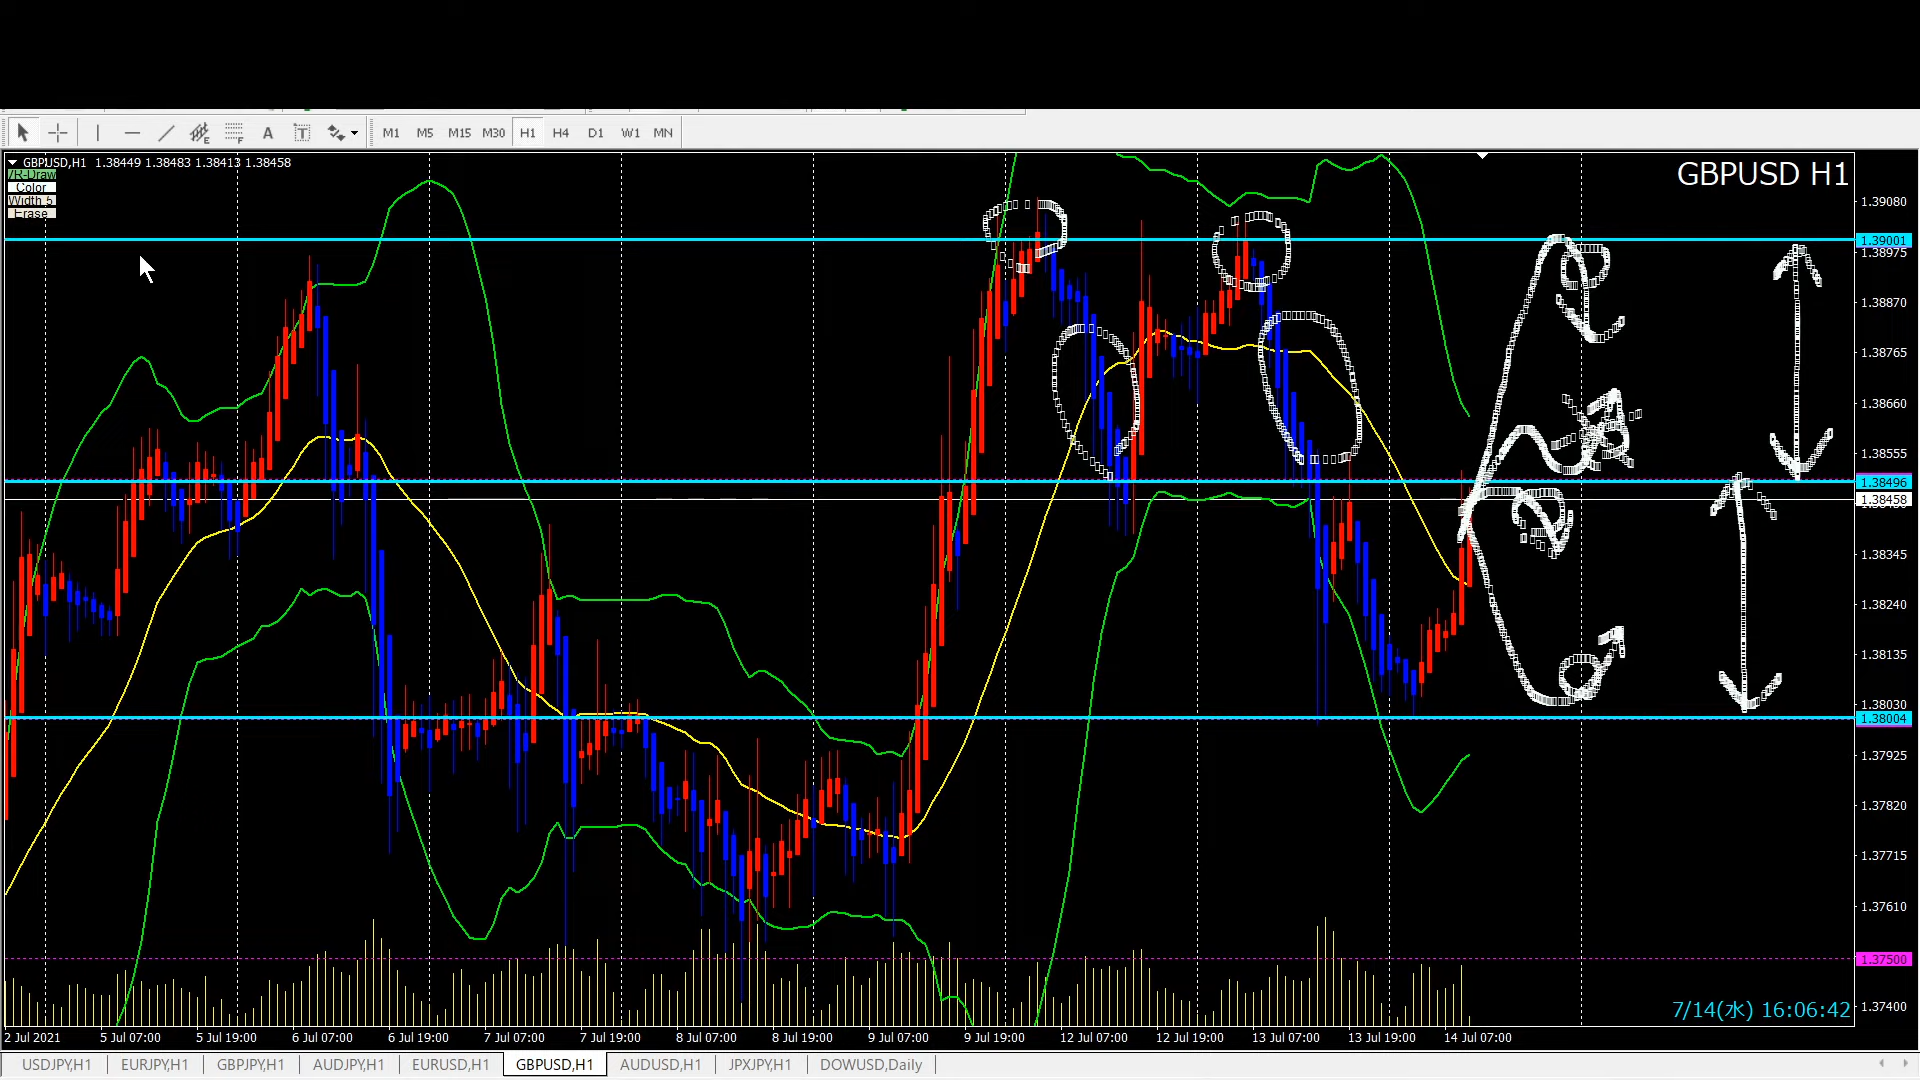 M1 M5 M15 M30 H1 H4 D1 W1 MN
GBPUSD,H1 1.38449 1.38483 1.38413 1.38458
Color
Width 5
Erase
GBPUSD H1
1.39080
1.39001
1.38975
1.38870
1.38765
1.38660
1.38555
1.38496
1.38458
1.38345
1.38240
1.38135
1.38030
1.38004
1.37925
1.37820
1.37715
1.37610
1.37500
1.37400
7/14(水) 16:06:42
2 Jul 2021 5 Jul 07:00 5 Jul 19:00 6 Jul 07:00 6 Jul 19:00 7 Jul 07:00 7 Jul 19:00 8 Jul 07:00 8 Jul 19:00 9 Jul 07:00 9 Jul 19:00 12 Jul 07:00 12 Jul 19:00 13 Jul 07:00 13 Jul 19:00 14 Jul 07:00
USDJPY,H1 EURJPY,H1 GBPJPY,H1 AUDJPY,H1 EURUSD,H1 GBPUSD,H1 AUDUSD,H1 JPXJPY,H1 DOWUSD,Daily